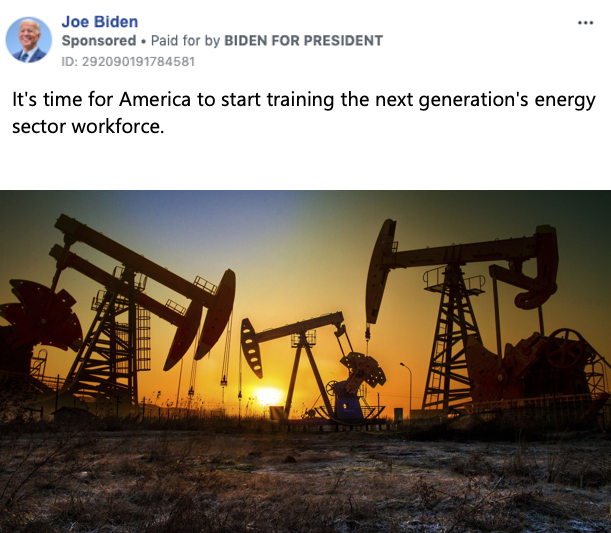 Joe Biden
Sponsored • Paid for by BIDEN FOR PRESIDENT
ID: 292090191784581
It's time for America to start training the next generation's energy
sector workforce.